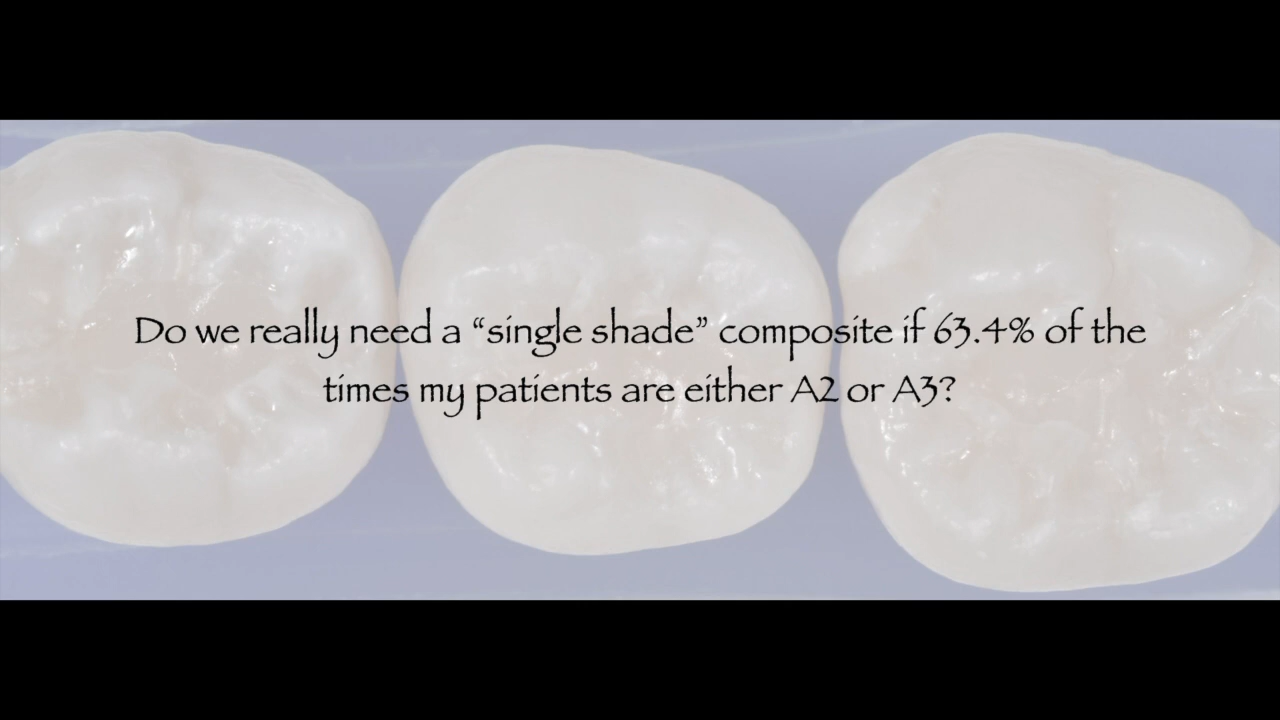 Do we really need a “single shade” composite if 63.4% of the
times my patients are either A2 or A3?